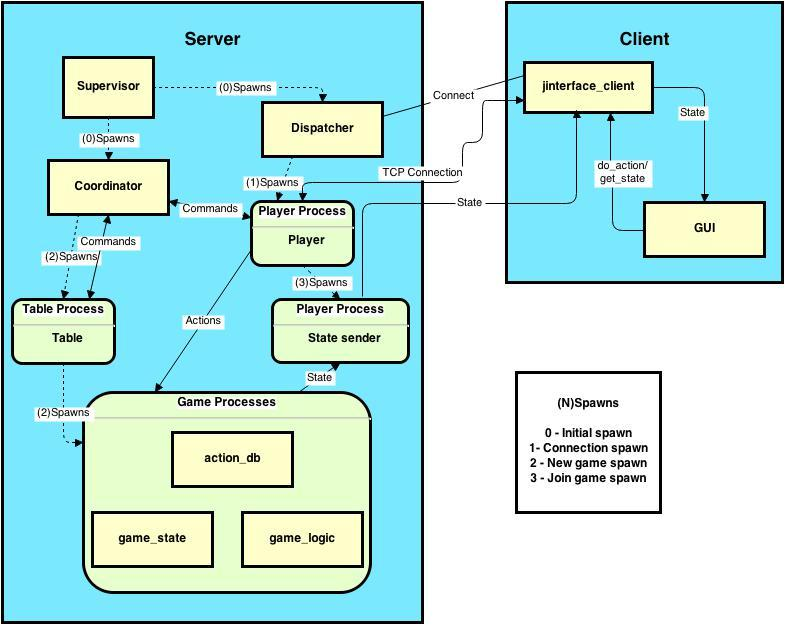 Server
Client
Supervisor
(0)Spawns
jinterface_client
Connect
Dispatcher
State
(0)Spawns
TCP Connection
do_action/
get_state
Coordinator
(1)Spawns
Commands
Player Process
Player
State
GUI
Commands
(2)Spawns
(3)Spawns
Table Process
Table
Actions
Player Process
State sender
State
(2)Spawns
Game Processes
action_db
game_state
game_logic
(N)Spawns
0 - Initial spawn
1- Connection spawn
2 - New game spawn
3 - Join game spawn